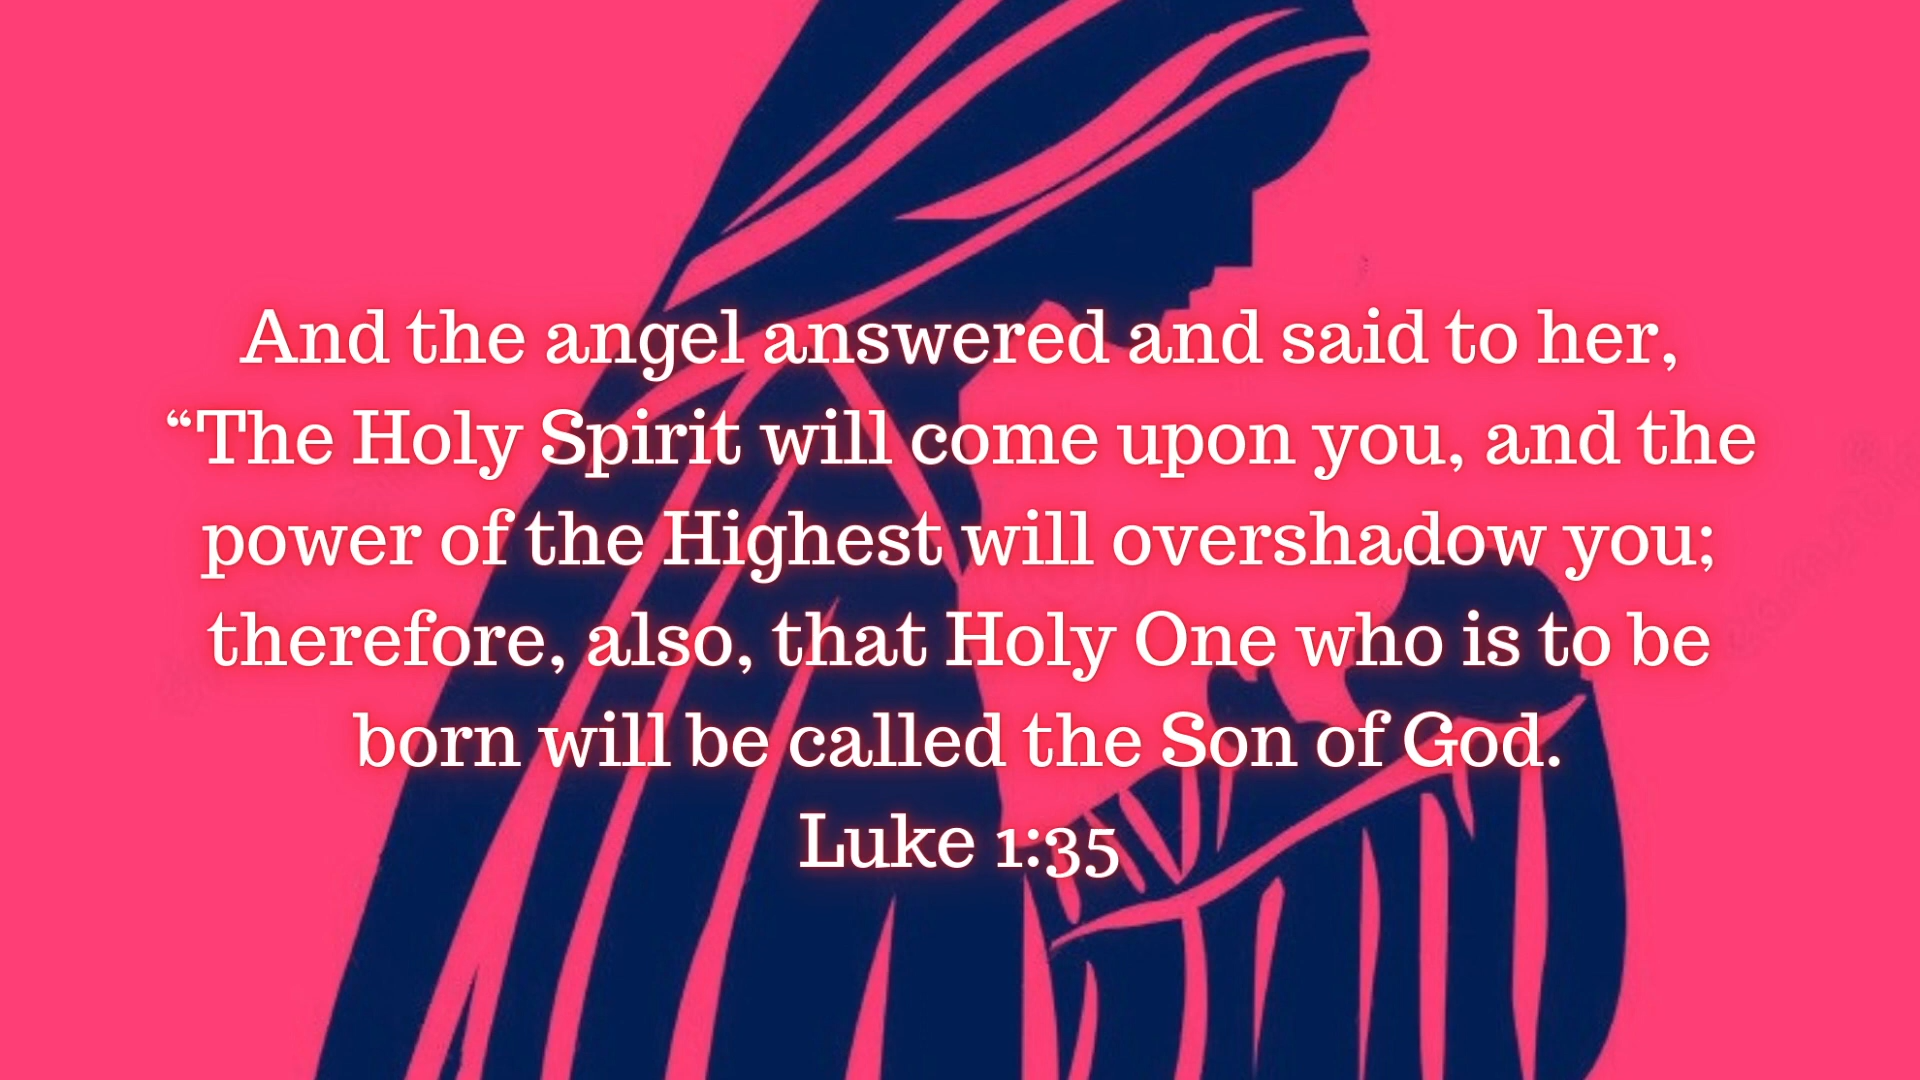 And the angel answered and said to her,
“The Holy Spirit will come upon you, and the
power of the Highest will overshadow you;
therefore, also, that Holy One who is to be
born will be called the Son of God.
Luke 1:35